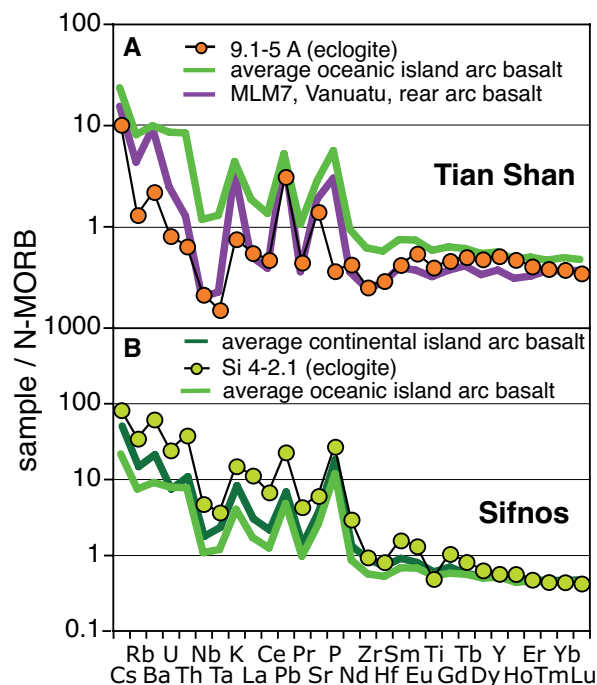 100
A
9.1-5 A (eclogite)
average oceanic island arc basalt
MLM7, Vanuatu, rear arc basalt
10
Tian Shan
1
sample / N-MORB
1000
B
average continental island arc basalt
Si 4-2.1 (eclogite)
average oceanic island arc basalt
100
10
Sifnos
1
0.1
Rb U Nb K Ce Pr P Zr Sm Ti Tb Y Er Yb
Cs Ba Th Ta La Pb Sr Nd Hf Eu Gd Dy Ho Tm Lu